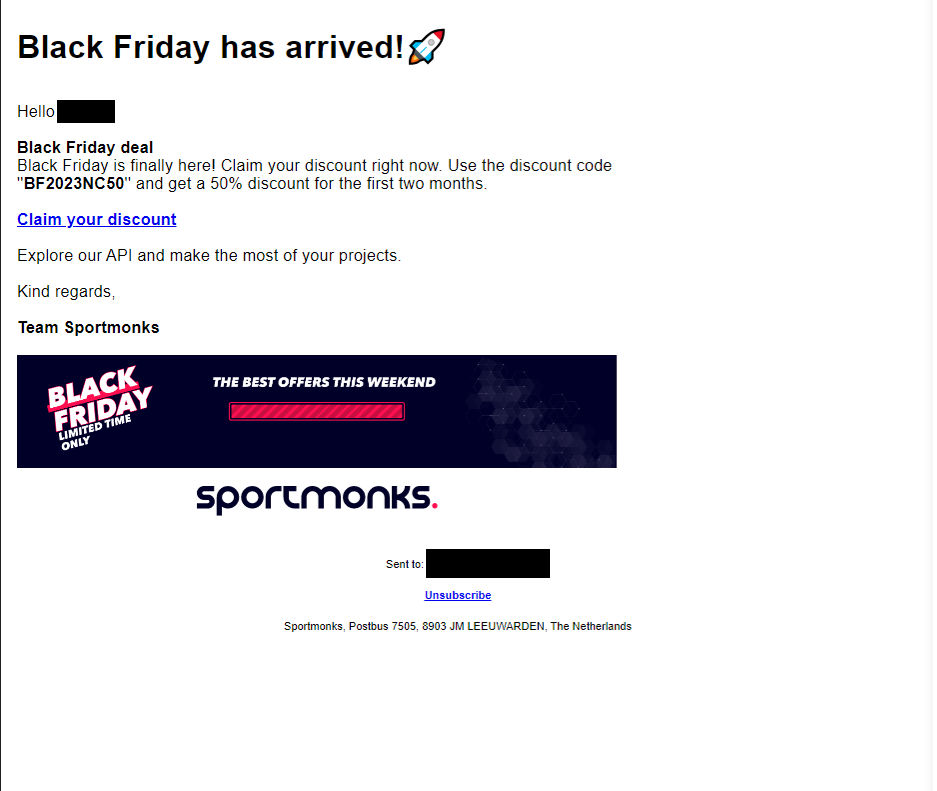 Black Friday has arrived!🚀
Hello
Black Friday deal
Black Friday is finally here! Claim your discount right now. Use the discount code
"BF2023NC50" and get a 50% discount for the first two months.
Claim your discount
Explore our API and make the most of your projects.
Kind regards,
Team Sportmonks
BLACK
FRIDAY
LIMITED TIME
ONLY
THE BEST OFFERS THIS WEEKEND
sportmonks.
Sent to:
Unsubscribe
Sportmonks, Postbus 7505, 8903 JM LEEUWARDEN, The Netherlands